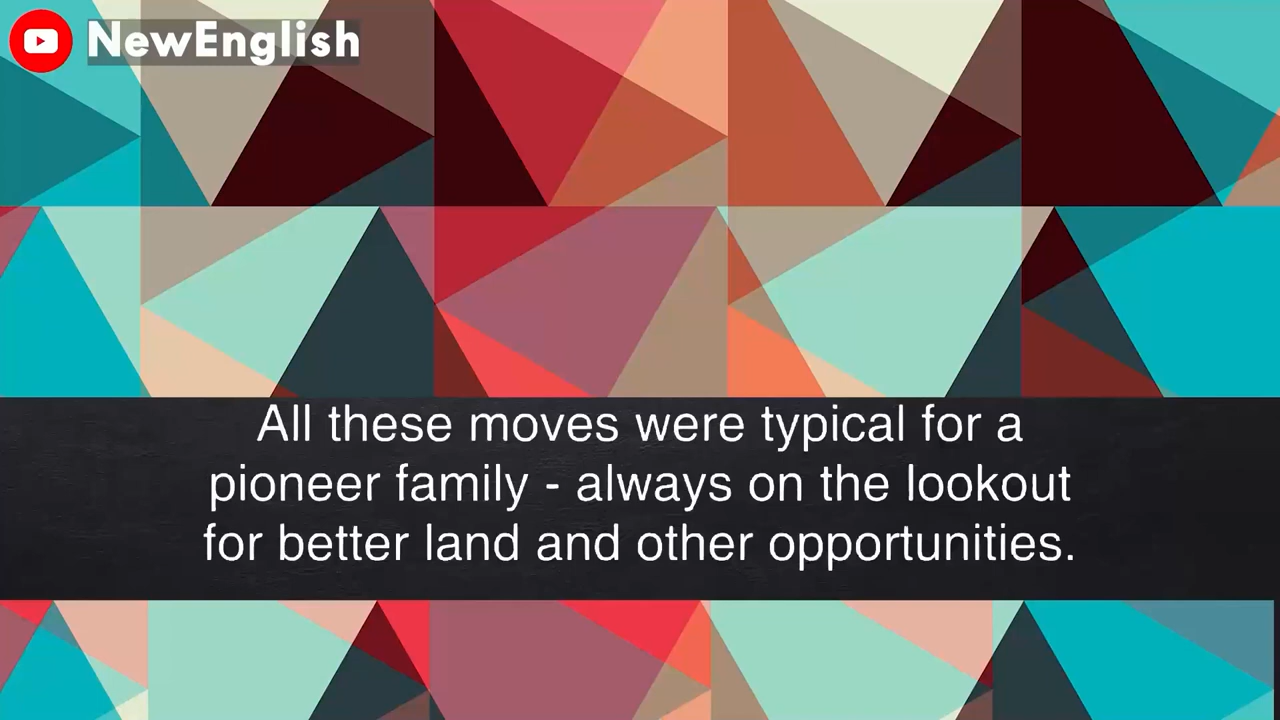 NewEnglish
All these moves were typical for a
pioneer family - always on the lookout
for better land and other opportunities.